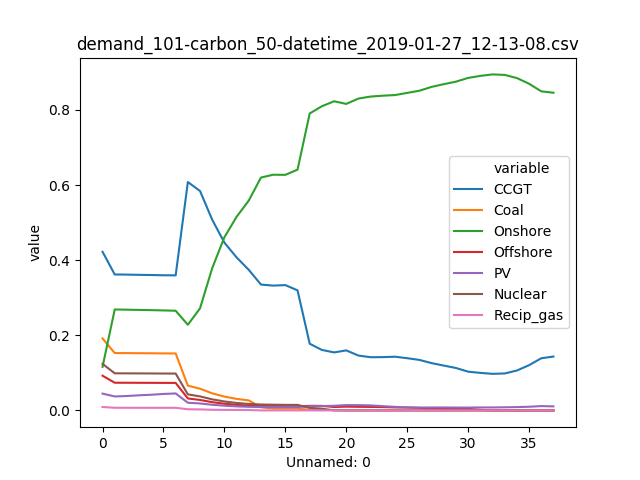 demand_101-carbon_50-datetime_2019-01-27_12-13-08.csv
value
0.8
0.6
0.4
0.2
0.0
variable
CCGT
Coal
Onshore
Offshore
PV
Nuclear
Recip_gas
0 5 10 15 20 25 30 35
Unnamed: 0